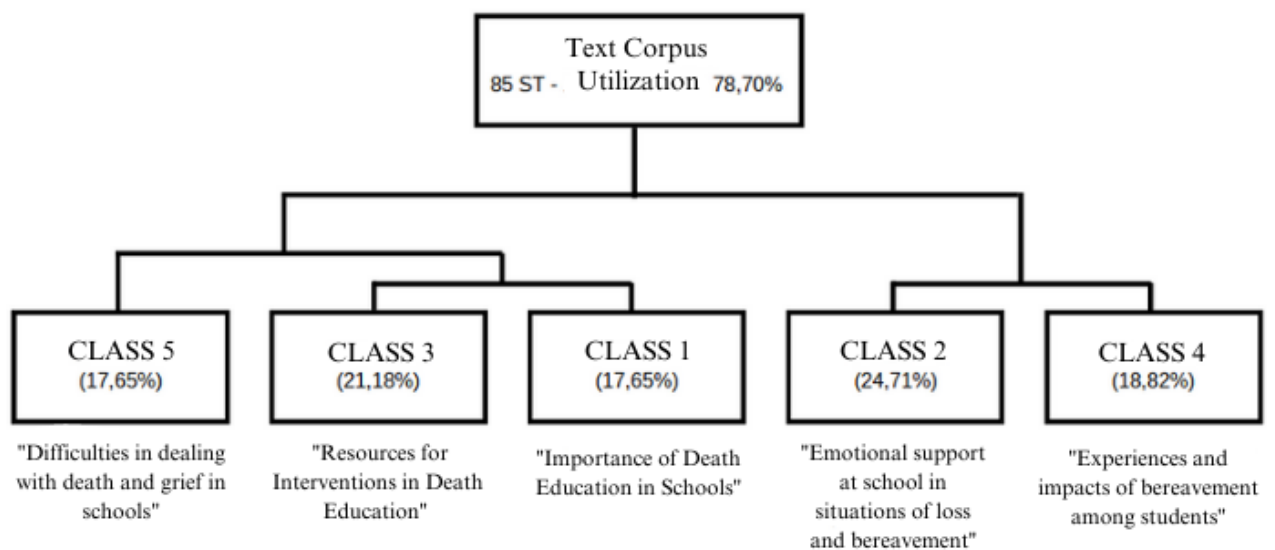 Text Corpus
85 ST - Utilization 78,70%
CLASS 5
(17,65%)
CLASS 3
(21,18%)
CLASS 1
(17,65%)
CLASS 2
(24,71%)
CLASS 4
(18,82%)
"Difficulties in dealing
with death and grief in
schools"
"Resources for
Interventions in Death
Education"
"Importance of Death
Education in Schools"
"Emotional support
at school in
situations of loss
and bereavement"
"Experiences and
impacts of bereavement
among students"